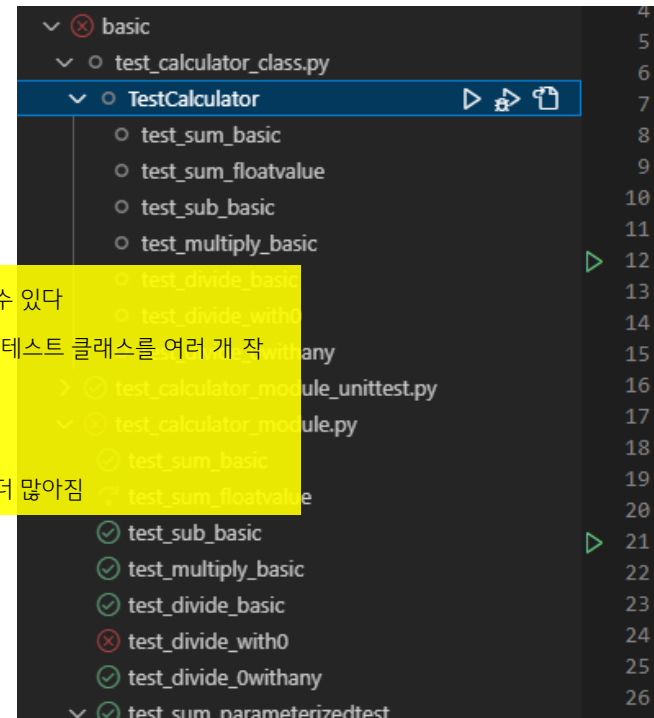 4
basic
5
test_calculator_class.py
6
TestCalculator
7
test_sum_basic
8
test_sum_floatvalue
9
test_sub_basic
10
test_multiply_basic
11
12
수 있다
test_divide_basic
13
test_divide_with0
14
테스트 클래스를 여러 개 작
withany
15
test_calculator_module_unittest.py
16
test_calculator_module.py
17
test_sum_basic
18
더 많아짐
test_sum_floatvalue
19
20
test_sub_basic
21
test_multiply_basic
22
test_divide_basic
23
test_divide_with0
24
test_divide_0withany
25
test_sum_parameterizedtest
26